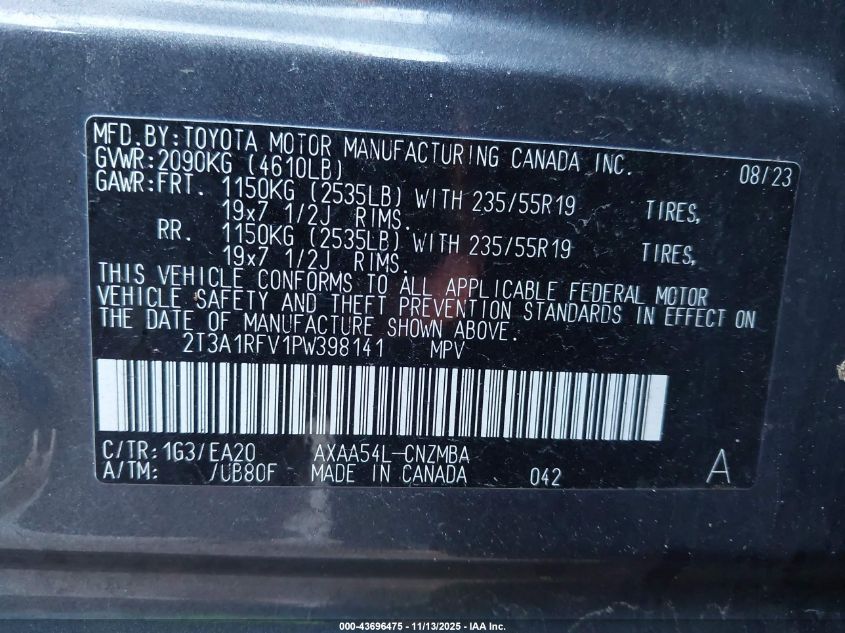 MFD.BY:TOYOTA MOTOR MANUFACTURING CANADA INC. 08/23
GVWR:2090KG (4610LB)
GAWR:FRT. 1150KG (2535LB) WITH 235/55R19 TIRES,
19x7 1/2J RIMS.
RR. 1150KG (2535LB) WITH 235/55R19 TIRES,
19x7 1/2J RIMS.
THIS VEHICLE CONFORMS TO ALL APPLICABLE FEDERAL MOTOR
VEHICLE SAFETY AND THEFT PREVENTION STANDARDS IN EFFECT ON
THE DATE OF MANUFACTURE SHOWN ABOVE.
2T3A1RFV1PW398141 MPV
C/TR:1G3/EA20 AXAA54L-CNZMBA
A/TM: /UB80F MADE IN CANADA 042 A
000-43696475 - 11/13/2025 - IAA Inc.